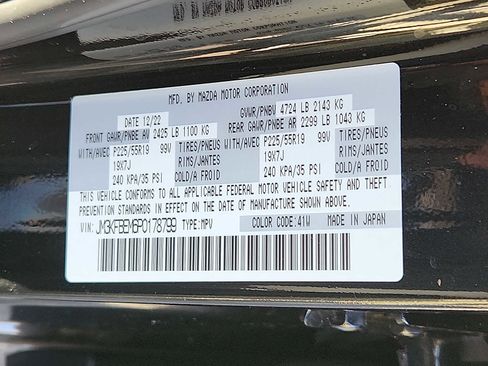 MFD. BY MAZDA MOTOR CORPORATION
DATE 12/22 GVWR/PNBV 4724 LB 2143 KG
FRONT GAWR/PNBE AV 2425 LB 1100 KG REAR GAWR/PNBE AR 2299 LB 1043 KG
WITH/AVEC P225/55R19 99V TIRES/PNEUS WITH/AVEC P225/55R19 99V TIRES/PNEUS
19X7J RIMS/JANTES 19X7J RIMS/JANTES
240 KPA/35 PSI COLD/A FROID 240 KPA/35 PSI COLD/A FROID
THIS VEHICLE CONFORMS TO ALL APPLICABLE FEDERAL MOTOR VEHICLE SAFETY AND THEFT
PREVENTION STANDARDS IN EFFECT ON THE DATE OF MANUFACTURE SHOWN ABOVE.
VIN: JM3KFBEM6P0178799 TYPE: MPV COLOR CODE: 41W MADE IN JAPAN